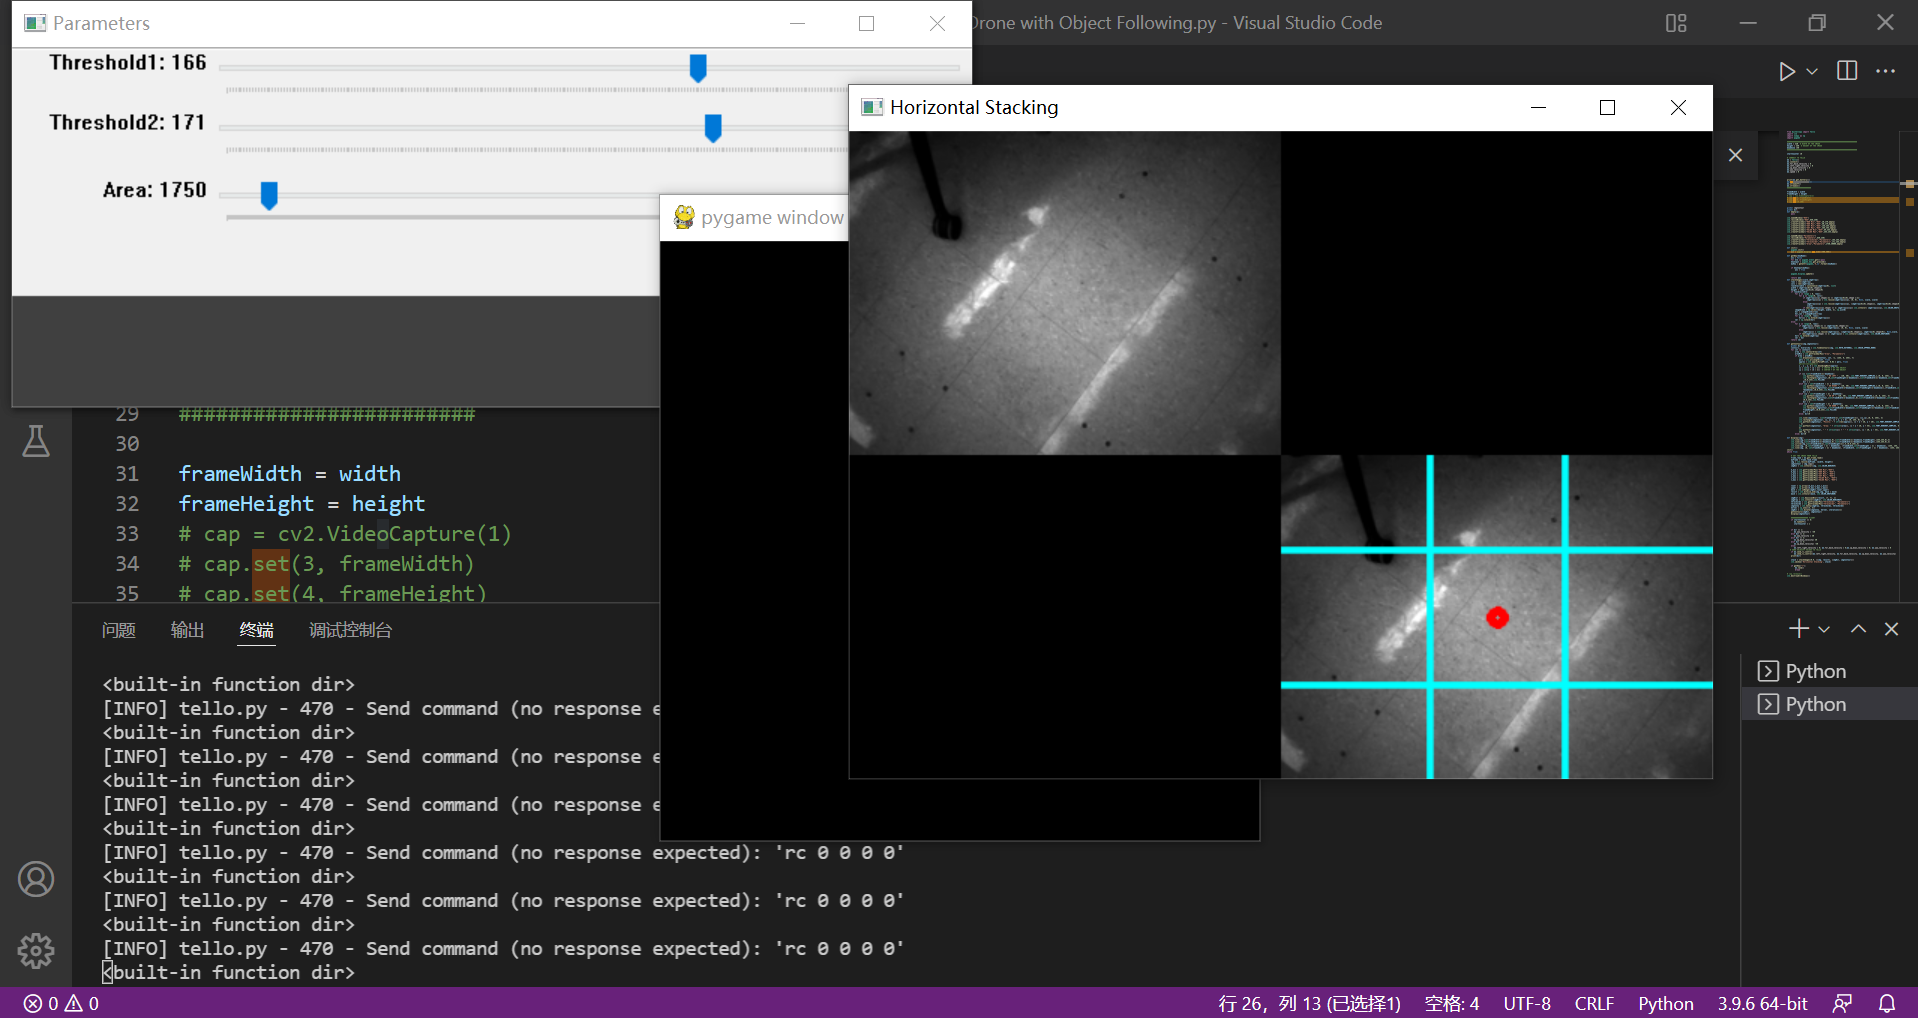 Parameters
Drone with Object Following.py - Visual Studio Code
Threshold1: 166
Threshold2: 171
Area: 1750
Horizontal Stacking
pygame window
29 ########################
30
31 frameWidth = width
32 frameHeight = height
33 # cap = cv2.VideoCapture(1)
34 # cap.set(3, frameWidth)
35 # cap.set(4, frameHeight)
问题 输出 终端 调试控制台
Python
Python
<built-in function dir>
[INFO] tello.py - 470 - Send command (no response e
<built-in function dir>
[INFO] tello.py - 470 - Send command (no response e
<built-in function dir>
[INFO] tello.py - 470 - Send command (no response e
<built-in function dir>
[INFO] tello.py - 470 - Send command (no response expected): 'rc 0 0 0 0'
<built-in function dir>
[INFO] tello.py - 470 - Send command (no response expected): 'rc 0 0 0 0'
<built-in function dir>
[INFO] tello.py - 470 - Send command (no response expected): 'rc 0 0 0 0'
<built-in function dir>
0 0 行 26，列 13 (已选择1) 空格: 4 UTF-8 CRLF Python 3.9.6 64-bit